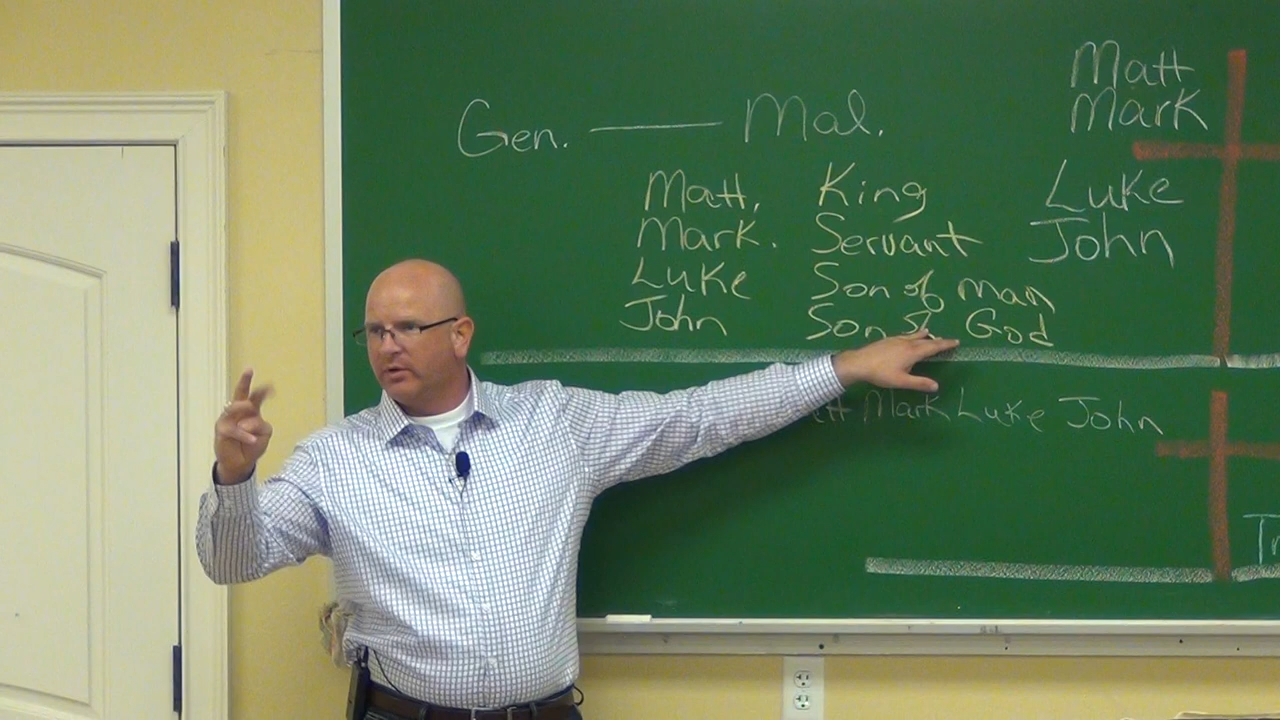 Gen. — Mal.
Matt. King
Mark. Servant
Luke Son of man
John Son of God
Matt
Mark
Luke
John
Mark Luke John